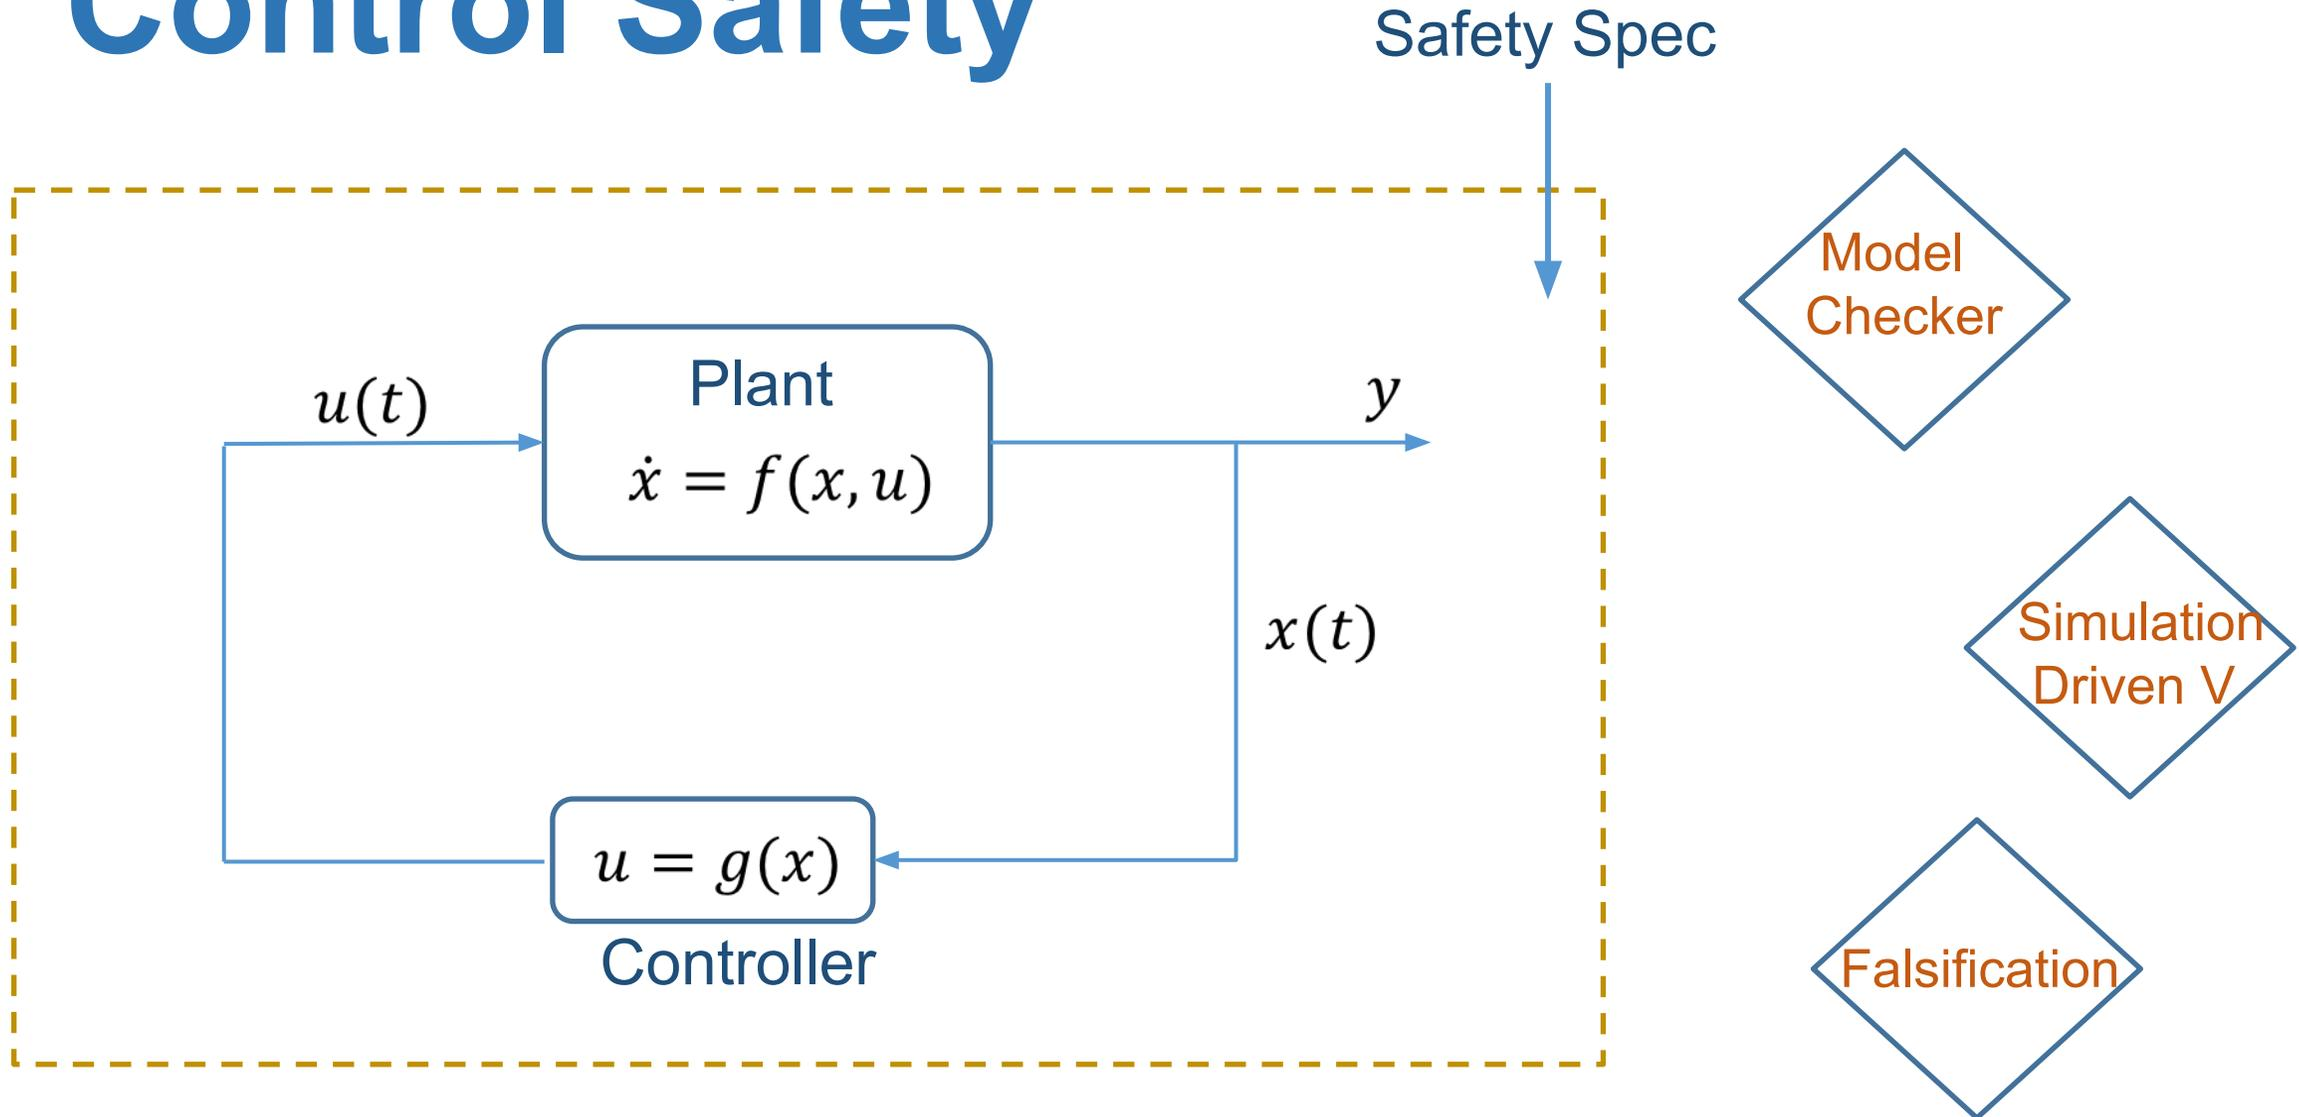 Control Safety
Safety Spec
Model
Checker
Plant
u(t)
y
ẋ = f(x, u)
Simulation
Driven V
x(t)
u = g(x)
Controller
Falsification